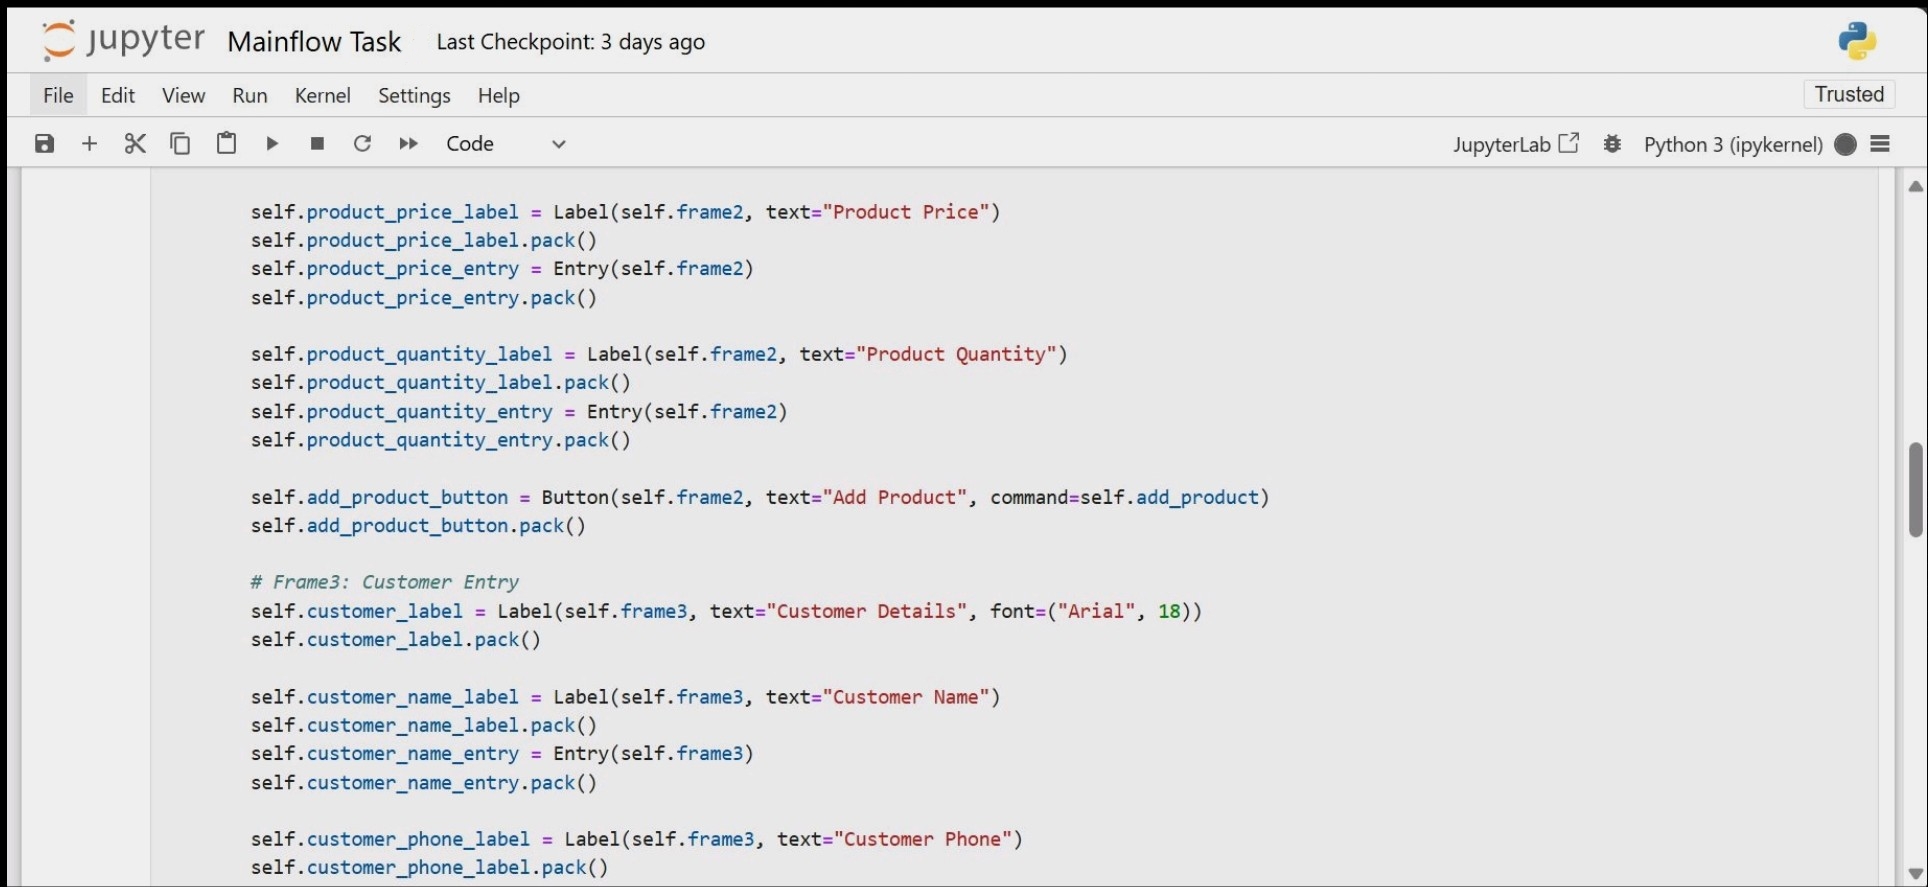 jupyter Mainflow Task Last Checkpoint: 3 days ago
File Edit View Run Kernel Settings Help Trusted
Code JupyterLab Python 3 (ipykernel)
self.product_price_label = Label(self.frame2, text="Product Price")
self.product_price_label.pack()
self.product_price_entry = Entry(self.frame2)
self.product_price_entry.pack()
self.product_quantity_label = Label(self.frame2, text="Product Quantity")
self.product_quantity_label.pack()
self.product_quantity_entry = Entry(self.frame2)
self.product_quantity_entry.pack()
self.add_product_button = Button(self.frame2, text="Add Product", command=self.add_product)
self.add_product_button.pack()
# Frame3: Customer Entry
self.customer_label = Label(self.frame3, text="Customer Details", font=("Arial", 18))
self.customer_label.pack()
self.customer_name_label = Label(self.frame3, text="Customer Name")
self.customer_name_label.pack()
self.customer_name_entry = Entry(self.frame3)
self.customer_name_entry.pack()
self.customer_phone_label = Label(self.frame3, text="Customer Phone")
self.customer_phone_label.pack()